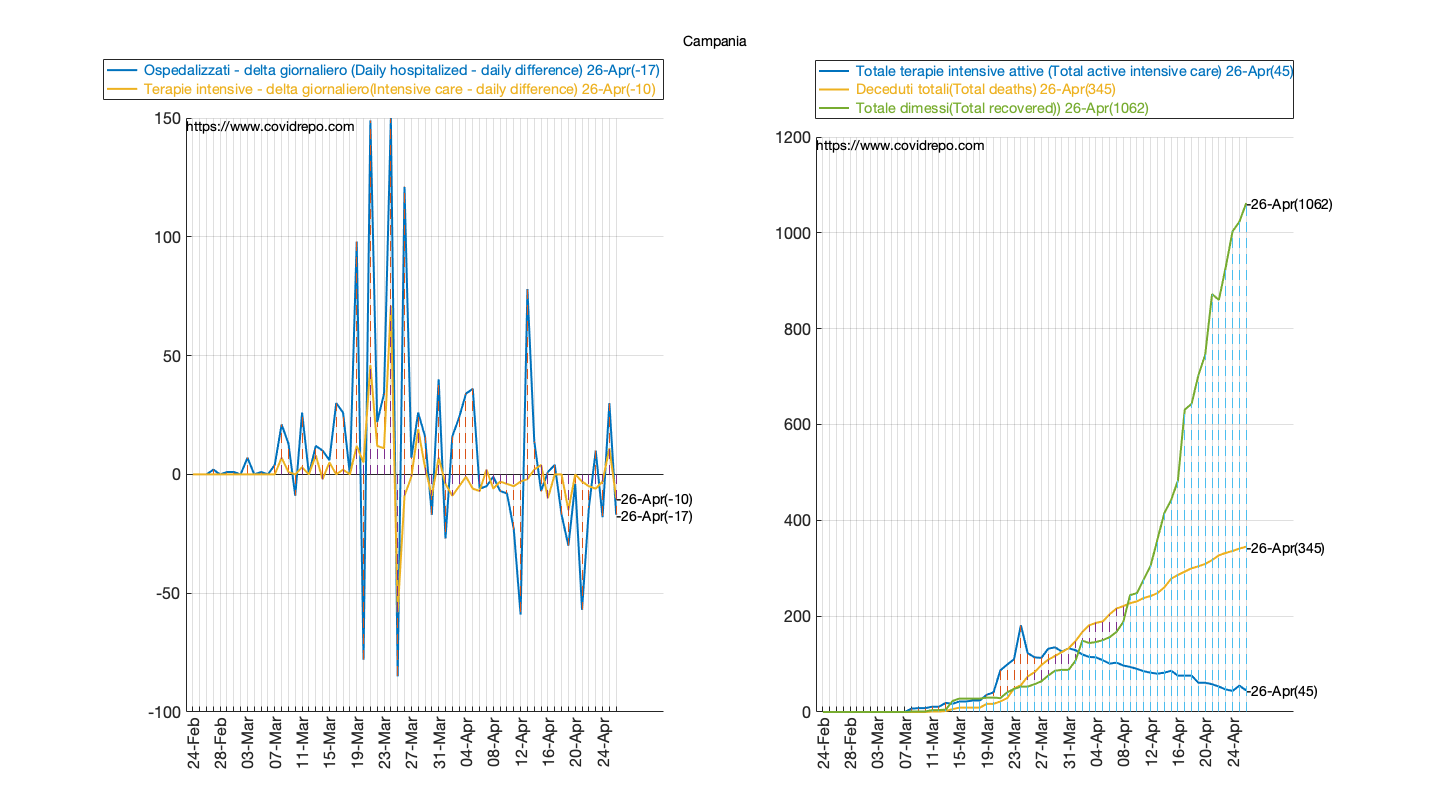 Campania
Ospedalizzati - delta giornaliero (Daily hospitalized - daily difference) 26-Apr(-17)
Terapie intensive - delta giornaliero(Intensive care - daily difference) 26-Apr(-10)
https://www.covidrepo.com
150
100
50
0
-50
-100
-26-Apr(-10)
-26-Apr(-17)
24-Feb
28-Feb
03-Mar
07-Mar
11-Mar
15-Mar
19-Mar
23-Mar
27-Mar
31-Mar
04-Apr
08-Apr
12-Apr
16-Apr
20-Apr
24-Apr
Totale terapie intensive attive (Total active intensive care) 26-Apr(45)
Deceduti totali(Total deaths) 26-Apr(345)
Totale dimessi(Total recovered)) 26-Apr(1062)
https://www.covidrepo.com
1200
1000
800
600
400
200
0
-26-Apr(1062)
-26-Apr(345)
-26-Apr(45)
24-Feb
28-Feb
03-Mar
07-Mar
11-Mar
15-Mar
19-Mar
23-Mar
27-Mar
31-Mar
04-Apr
08-Apr
12-Apr
16-Apr
20-Apr
24-Apr